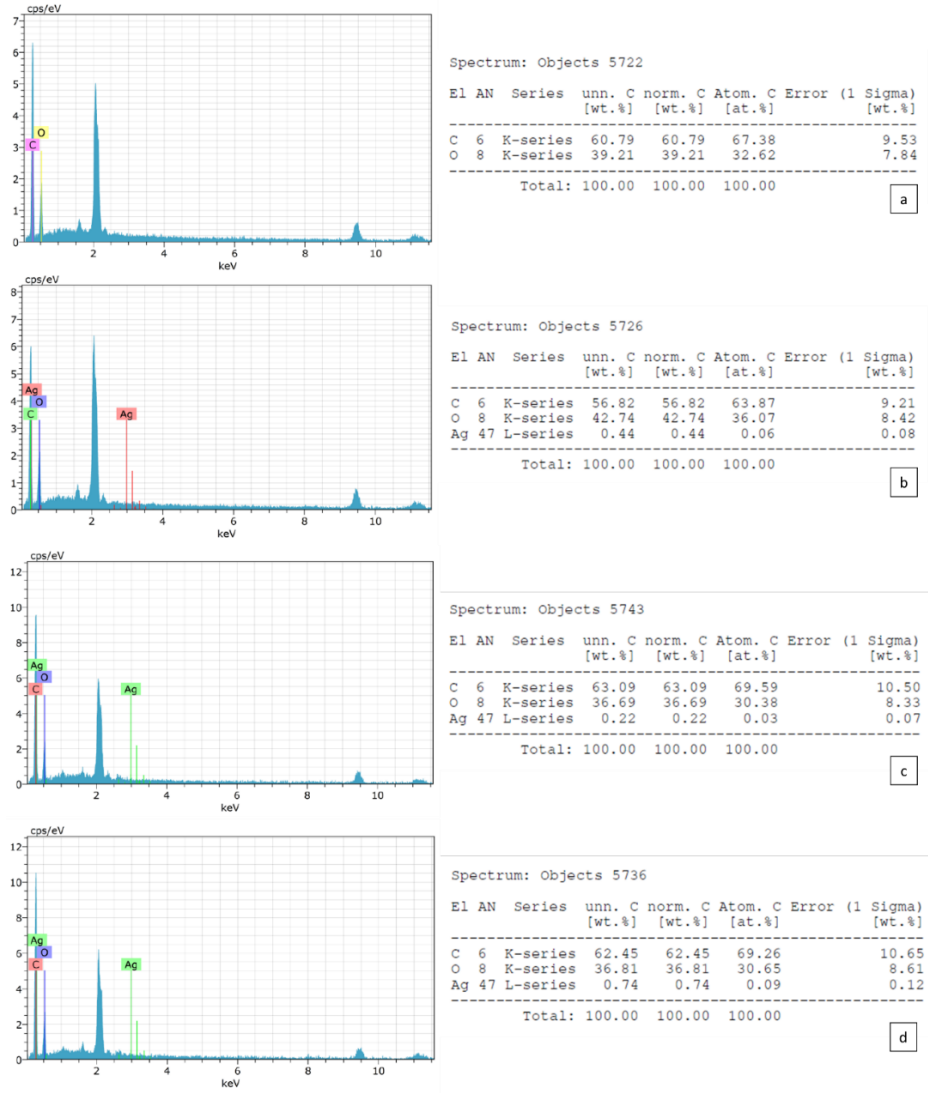 cps/eV
7
6
5
4
3
2
1
0
O
C
2 4 6 8 10
keV
Spectrum: Objects 5722
El AN Series unn. C norm. C Atom. C Error (1 Sigma)
[wt.%] [wt.%] [at.%] [wt.%]
C 6 K-series 60.79 60.79 67.38 9.53
O 8 K-series 39.21 39.21 32.62 7.84
Total: 100.00 100.00 100.00
a
cps/eV
8
7
6
5
4
3
2
1
0
Ag
O
C
Ag
2 4 6 8 10
keV
Spectrum: Objects 5726
El AN Series unn. C norm. C Atom. C Error (1 Sigma)
[wt.%] [wt.%] [at.%] [wt.%]
C 6 K-series 56.82 56.82 63.87 9.21
O 8 K-series 42.74 42.74 36.07 8.42
Ag 47 L-series 0.44 0.44 0.06 0.08
Total: 100.00 100.00 100.00
b
cps/eV
12
10
8
6
4
2
0
Ag
O
C
Ag
2 4 6 8 10
keV
Spectrum: Objects 5743
El AN Series unn. C norm. C Atom. C Error (1 Sigma)
[wt.%] [wt.%] [at.%] [wt.%]
C 6 K-series 63.09 63.09 69.59 10.50
O 8 K-series 36.69 36.69 30.38 8.33
Ag 47 L-series 0.22 0.22 0.03 0.07
Total: 100.00 100.00 100.00
c
cps/eV
12
10
8
6
4
2
0
Ag
O
C
Ag
2 4 6 8 10
keV
Spectrum: Objects 5736
El AN Series unn. C norm. C Atom. C Error (1 Sigma)
[wt.%] [wt.%] [at.%] [wt.%]
C 6 K-series 62.45 62.45 69.26 10.65
O 8 K-series 36.81 36.81 30.65 8.61
Ag 47 L-series 0.74 0.74 0.09 0.12
Total: 100.00 100.00 100.00
d